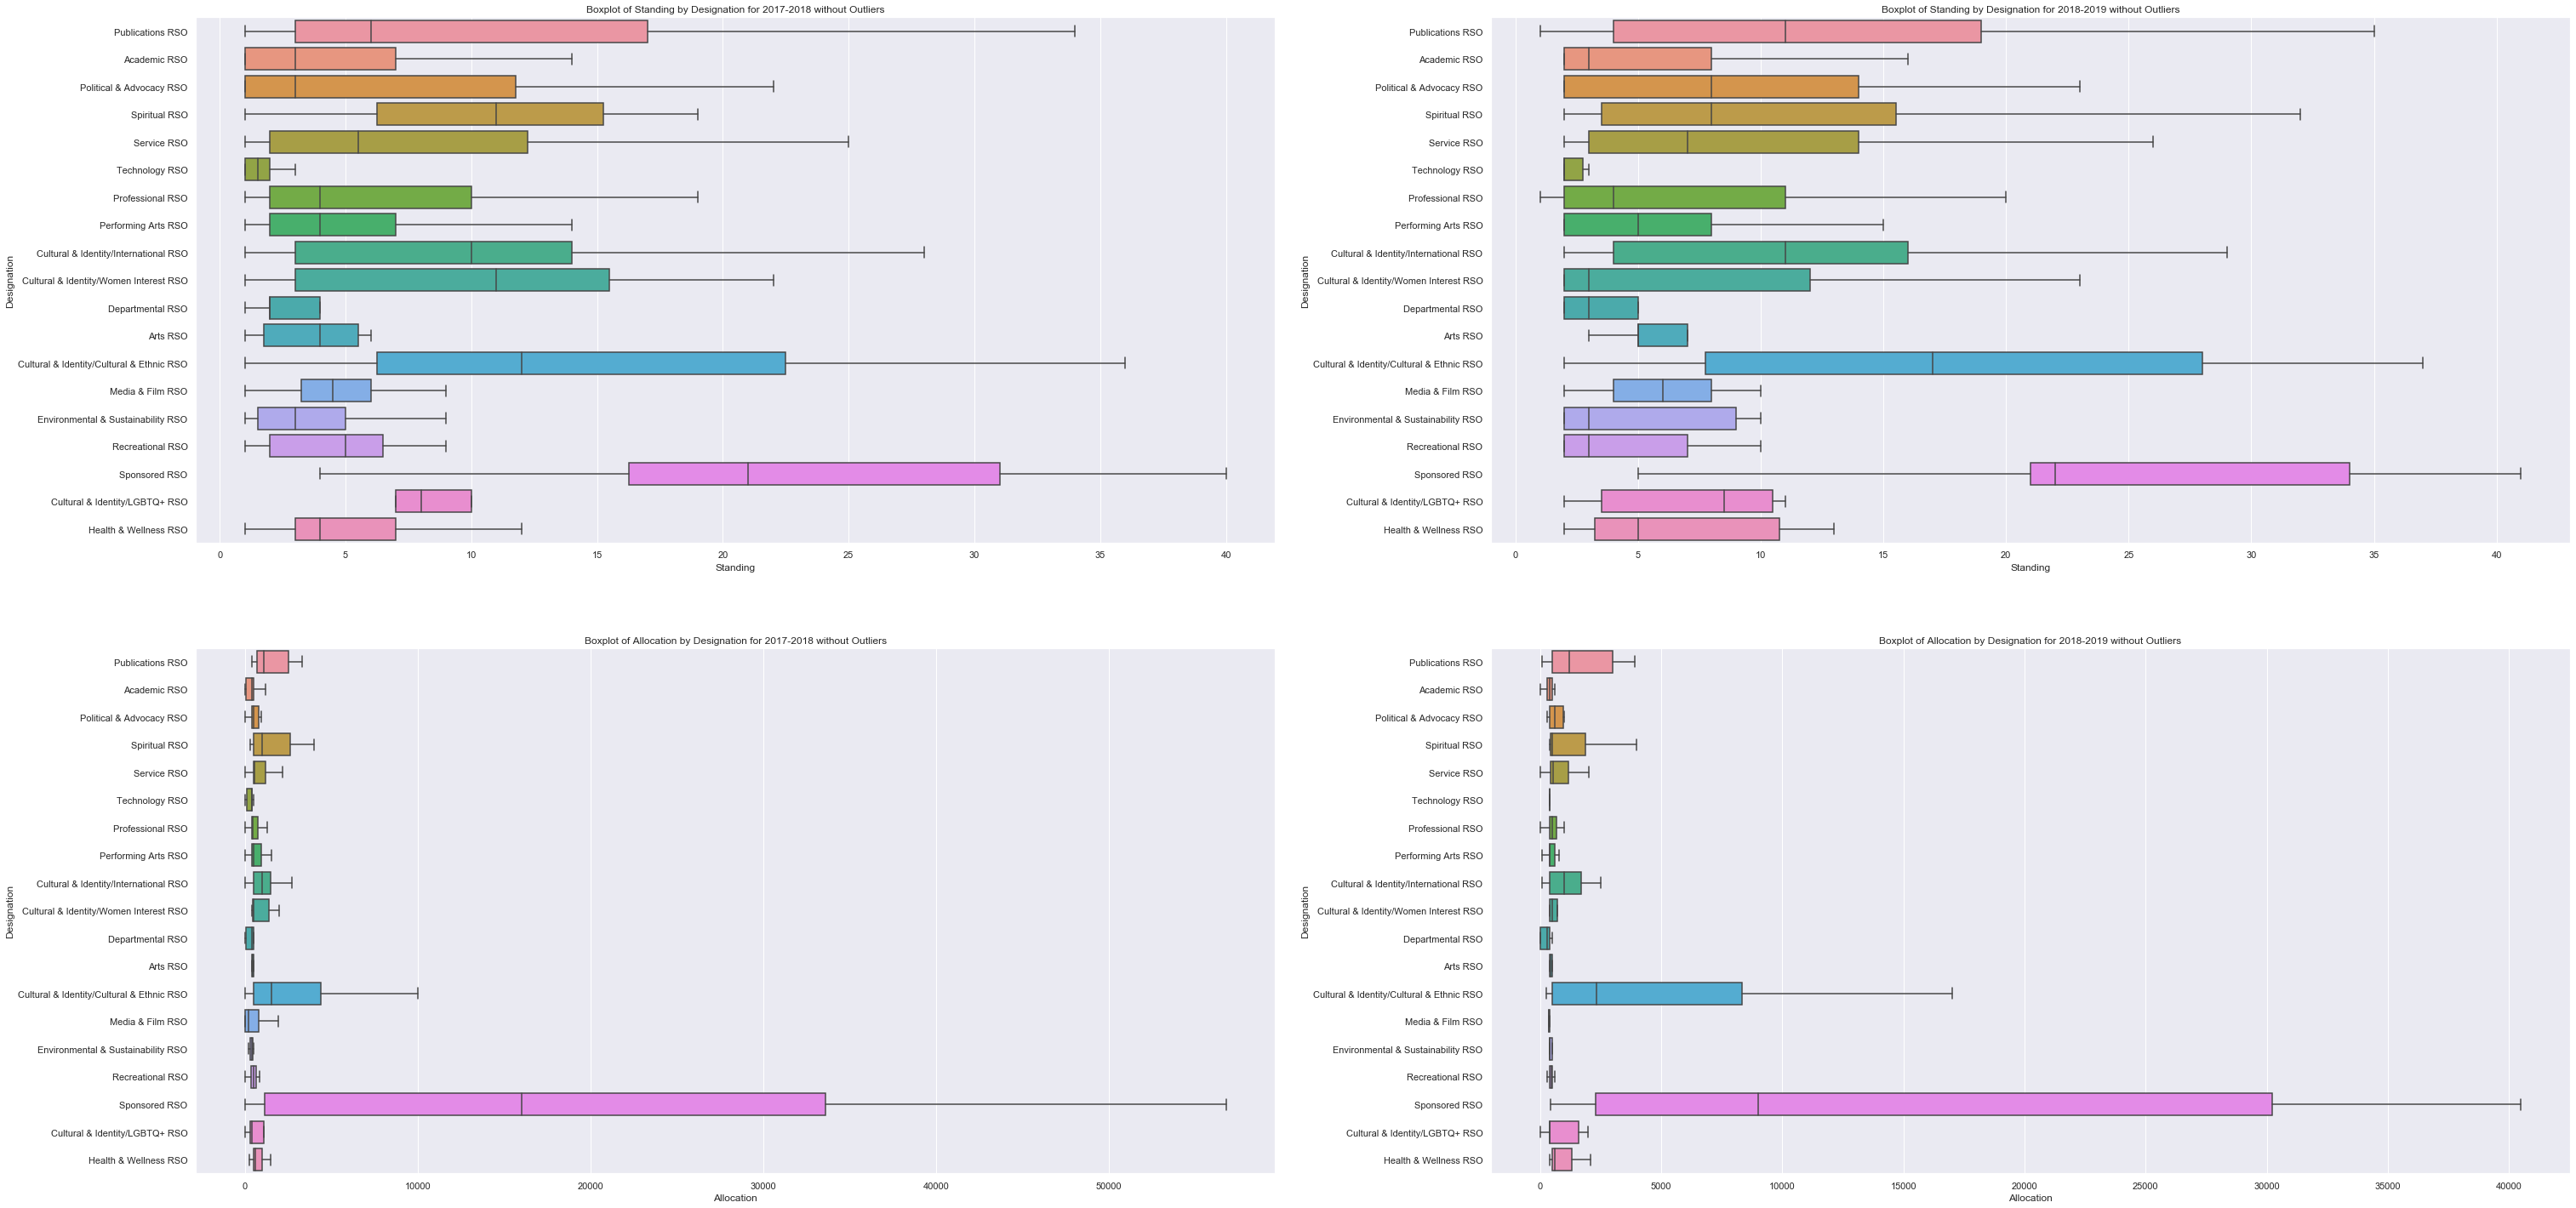 Boxplot of Standing by Designation for 2017-2018 without Outliers
Designation
Publications RSO
Academic RSO
Political & Advocacy RSO
Spiritual RSO
Service RSO
Technology RSO
Professional RSO
Performing Arts RSO
Cultural & Identity/International RSO
Cultural & Identity/Women Interest RSO
Departmental RSO
Arts RSO
Cultural & Identity/Cultural & Ethnic RSO
Media & Film RSO
Environmental & Sustainability RSO
Recreational RSO
Sponsored RSO
Cultural & Identity/LGBTQ+ RSO
Health & Wellness RSO
0 5 10 15 20 25 30 35 40
Standing
Boxplot of Standing by Designation for 2018-2019 without Outliers
Designation
Publications RSO
Academic RSO
Political & Advocacy RSO
Spiritual RSO
Service RSO
Technology RSO
Professional RSO
Performing Arts RSO
Cultural & Identity/International RSO
Cultural & Identity/Women Interest RSO
Departmental RSO
Arts RSO
Cultural & Identity/Cultural & Ethnic RSO
Media & Film RSO
Environmental & Sustainability RSO
Recreational RSO
Sponsored RSO
Cultural & Identity/LGBTQ+ RSO
Health & Wellness RSO
0 5 10 15 20 25 30 35 40
Standing
Boxplot of Allocation by Designation for 2017-2018 without Outliers
Designation
Publications RSO
Academic RSO
Political & Advocacy RSO
Spiritual RSO
Service RSO
Technology RSO
Professional RSO
Performing Arts RSO
Cultural & Identity/International RSO
Cultural & Identity/Women Interest RSO
Departmental RSO
Arts RSO
Cultural & Identity/Cultural & Ethnic RSO
Media & Film RSO
Environmental & Sustainability RSO
Recreational RSO
Sponsored RSO
Cultural & Identity/LGBTQ+ RSO
Health & Wellness RSO
0 10000 20000 30000 40000 50000
Allocation
Boxplot of Allocation by Designation for 2018-2019 without Outliers
Designation
Publications RSO
Academic RSO
Political & Advocacy RSO
Spiritual RSO
Service RSO
Technology RSO
Professional RSO
Performing Arts RSO
Cultural & Identity/International RSO
Cultural & Identity/Women Interest RSO
Departmental RSO
Arts RSO
Cultural & Identity/Cultural & Ethnic RSO
Media & Film RSO
Environmental & Sustainability RSO
Recreational RSO
Sponsored RSO
Cultural & Identity/LGBTQ+ RSO
Health & Wellness RSO
0 5000 10000 15000 20000 25000 30000 35000 40000
Allocation